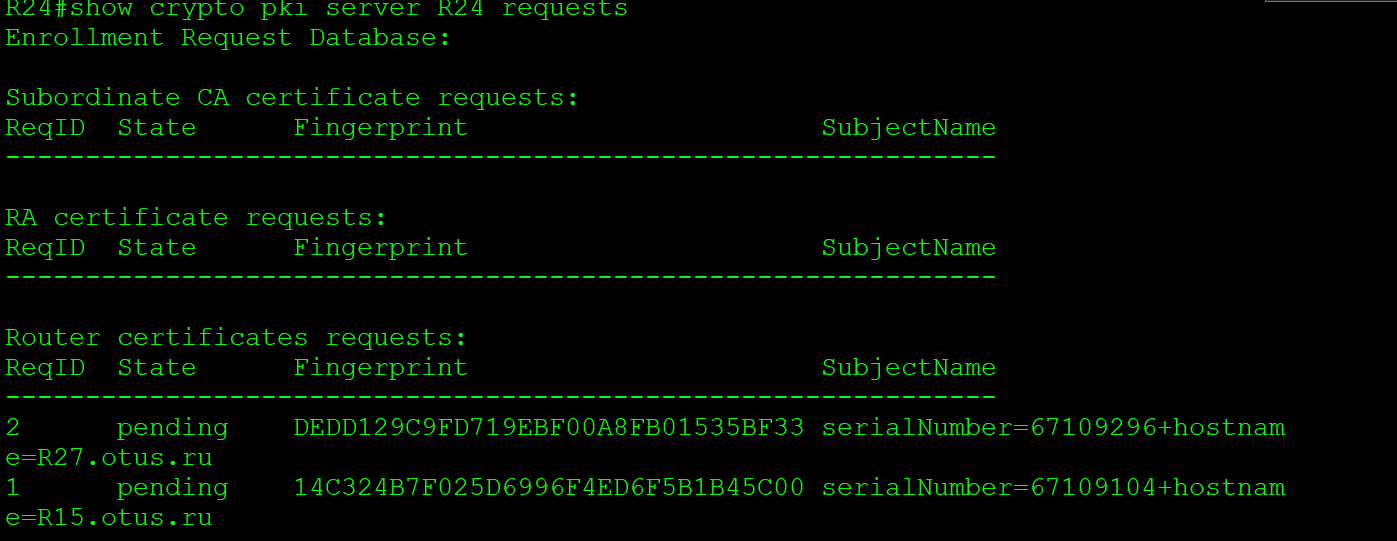 R24#show crypto pki server R24 requests
Enrollment Request Database:
Subordinate CA certificate requests:
ReqID  State      Fingerprint                      SubjectName
--------------------------------------------------------------
RA certificate requests:
ReqID  State      Fingerprint                      SubjectName
--------------------------------------------------------------
Router certificates requests:
ReqID  State      Fingerprint                      SubjectName
--------------------------------------------------------------
2      pending    DEDD129C9FD719EBF00A8FB01535BF33 serialNumber=67109296+hostnam
e=R27.otus.ru
1      pending    14C324B7F025D6996F4ED6F5B1B45C00 serialNumber=67109104+hostnam
e=R15.otus.ru